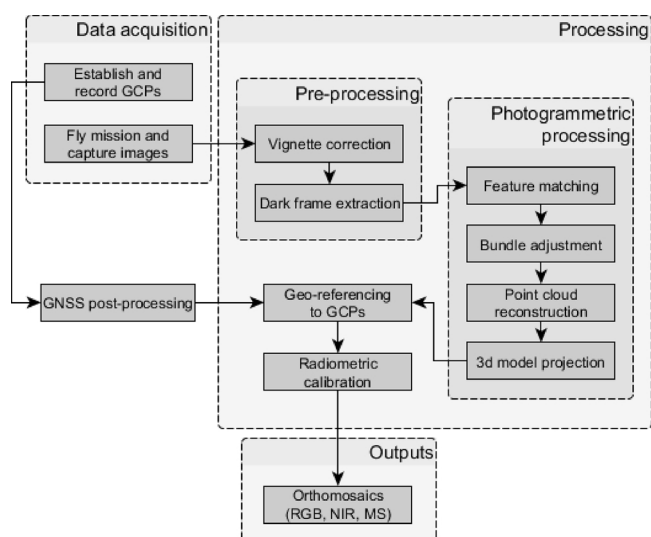 Data acquisition
Establish and
record GCPs
Fly mission and
capture images
Processing
Pre-processing
Vignette correction
Dark frame extraction
Photogrammetric
processing
Feature matching
Bundle adjustment
Point cloud
reconstruction
3d model projection
GNSS post-processing
Geo-referencing
to GCPs
Radiometric
calibration
Outputs
Orthomosaics
(RGB, NIR, MS)